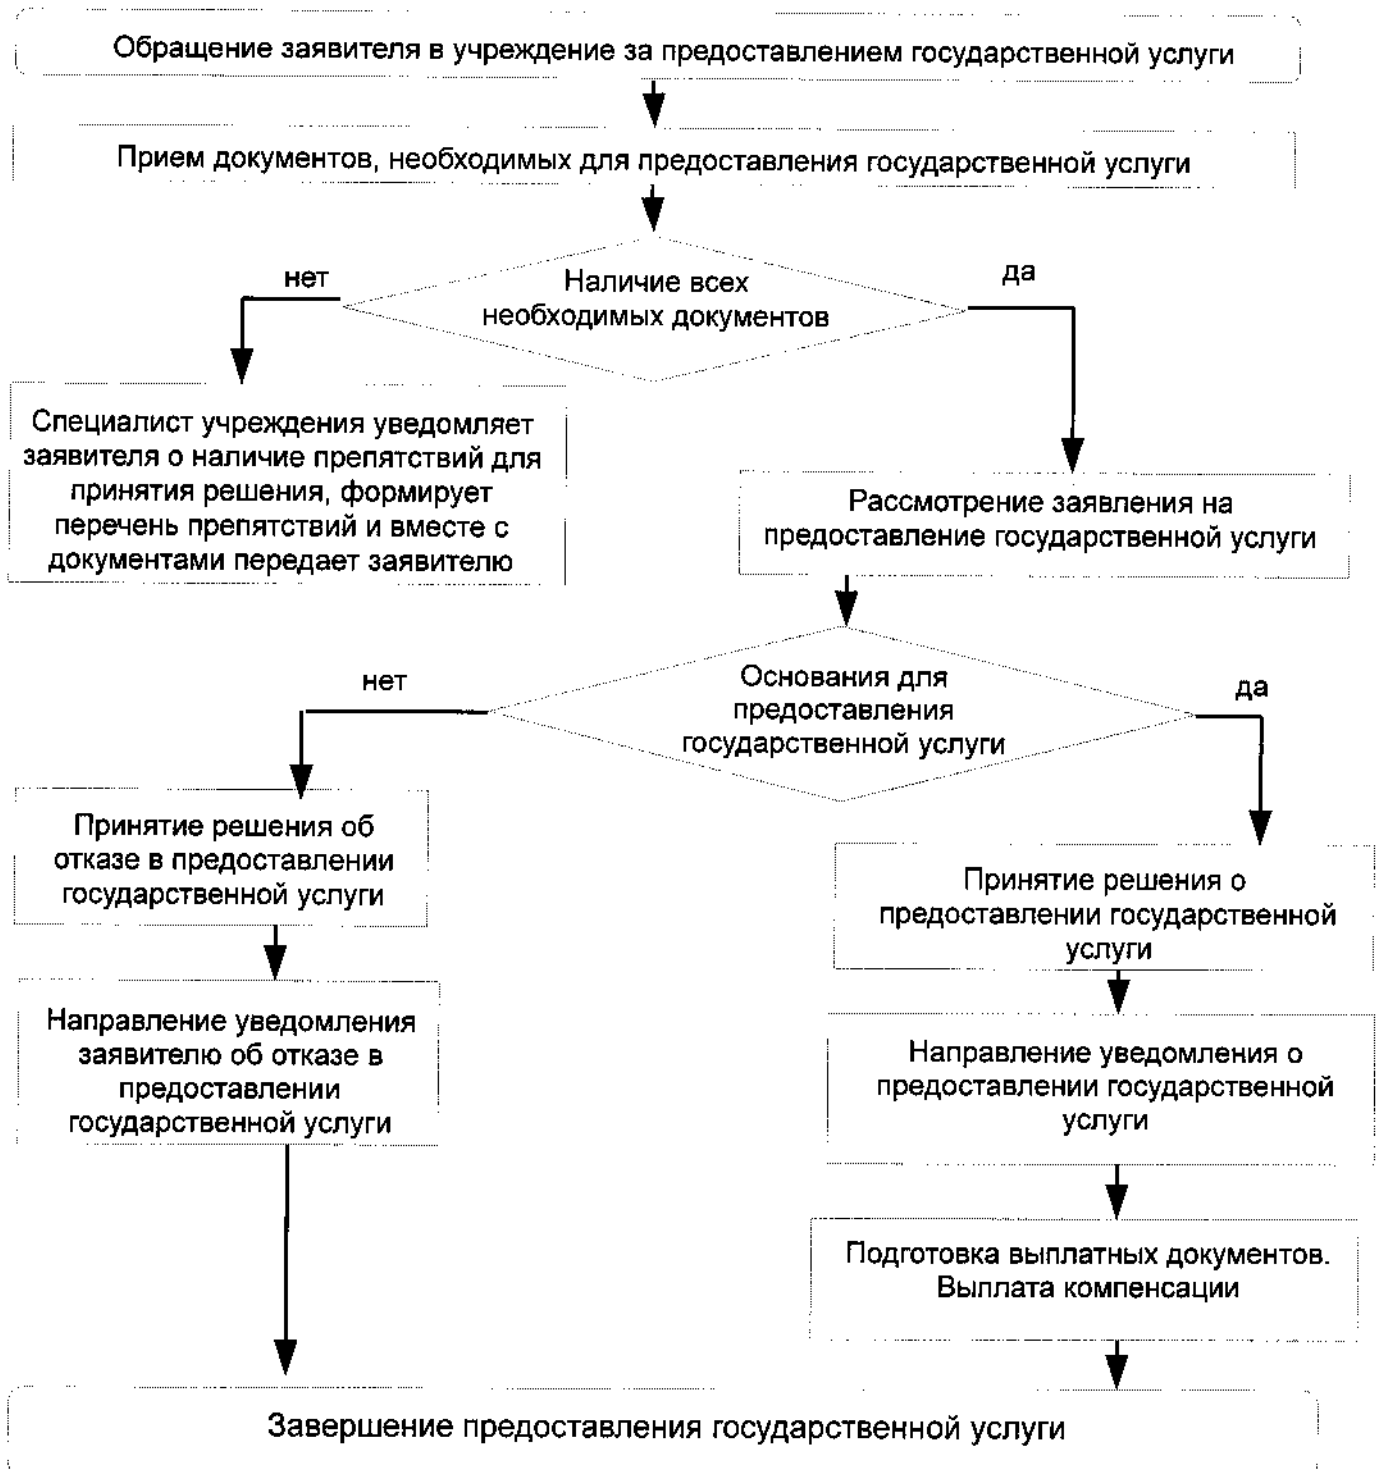 Обращение заявителя в учреждение за предоставлением государственной услуги
Прием документов, необходимых для предоставления государственной услуги
нет
Наличие всех
необходимых документов
да
Специалист учреждения уведомляет
заявителя о наличие препятствий для
принятия решения, формирует
перечень препятствий и вместе с
документами передает заявителю
Рассмотрение заявления на
предоставление государственной услуги
нет
Основания для
предоставления
государственной услуги
да
Принятие решения об
отказе в предоставлении
государственной услуги
Принятие решения о
предоставлении государственной
услуги
Направление уведомления
заявителю об отказе в
предоставлении
государственной услуги
Направление уведомления о
предоставлении государственной
услуги
Подготовка выплатных документов.
Выплата компенсации
Завершение предоставления государственной услуги